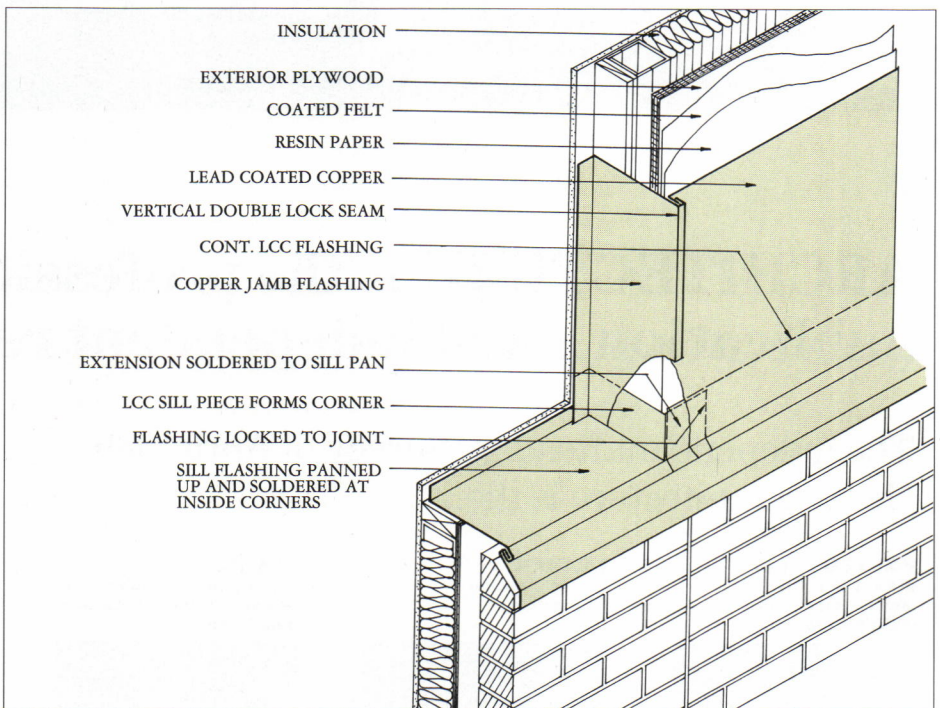 INSULATION
EXTERIOR PLYWOOD
COATED FELT
RESIN PAPER
LEAD COATED COPPER
VERTICAL DOUBLE LOCK SEAM
CONT. LCC FLASHING
COPPER JAMB FLASHING
EXTENSION SOLDERED TO SILL PAN
LCC SILL PIECE FORMS CORNER
FLASHING LOCKED TO JOINT
SILL FLASHING PANNED
UP AND SOLDERED AT
INSIDE CORNERS